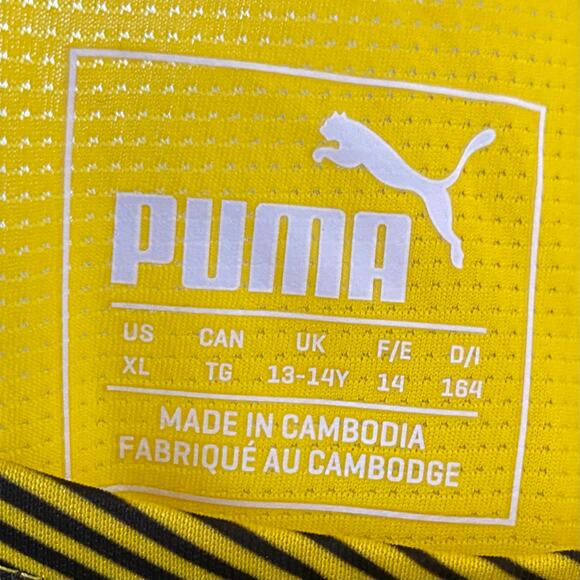 PUMA
US CAN UK F/E D/I
XL TG 13-14Y 14 164
MADE IN CAMBODIA
FABRIQUÉ AU CAMBODGE